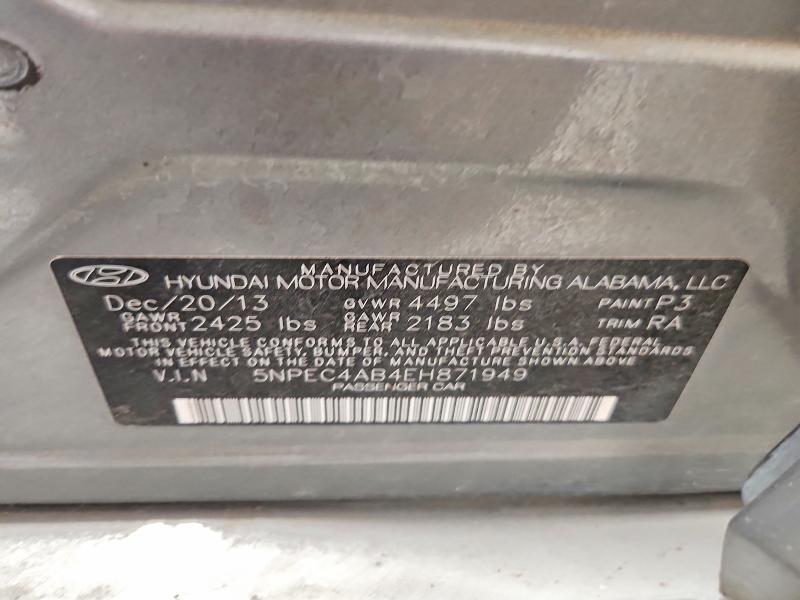 MANUFACTURED BY
HYUNDAI MOTOR MANUFACTURING ALABAMA, LLC
Dec/20/13 GVWR 4497 lbs PAINT P3
GAWR FRONT 2425 lbs GAWR REAR 2183 lbs TRIM RA
THIS VEHICLE CONFORMS TO ALL APPLICABLE U.S.A. FEDERAL
MOTOR VEHICLE SAFETY, BUMPER, AND THEFT PREVENTION STANDARDS
IN EFFECT ON THE DATE OF MANUFACTURE SHOWN ABOVE
V.I.N 5NPEC4AB4EH871949
PASSENGER CAR